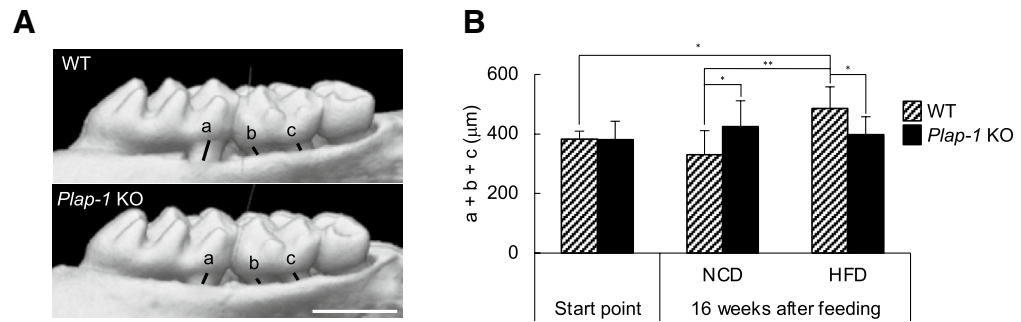 A
WT
a
b
c
Plap-1 KO
a
b
c
B
a + b + c (μm)
600
400
200
0
*
**
*
*
WT
Plap-1 KO
NCD
HFD
Start point
16 weeks after feeding